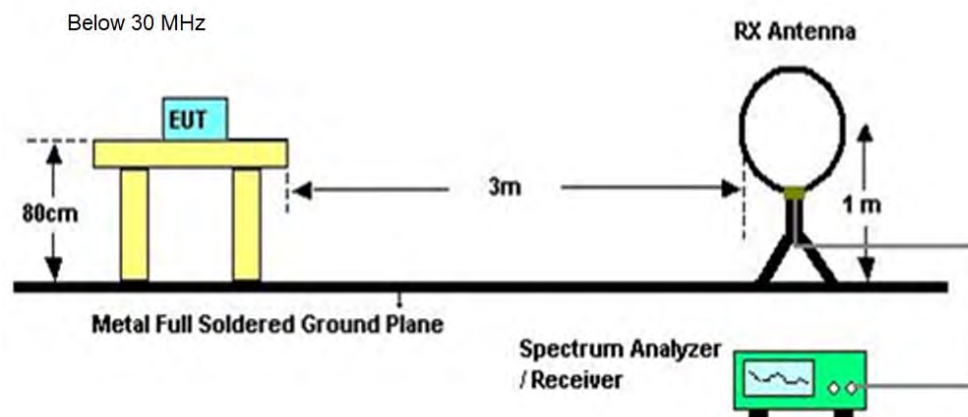 Below 30 MHz
RX Antenna
EUT
3m
80cm
1 m
Metal Full Soldered Ground Plane
Spectrum Analyzer
/ Receiver